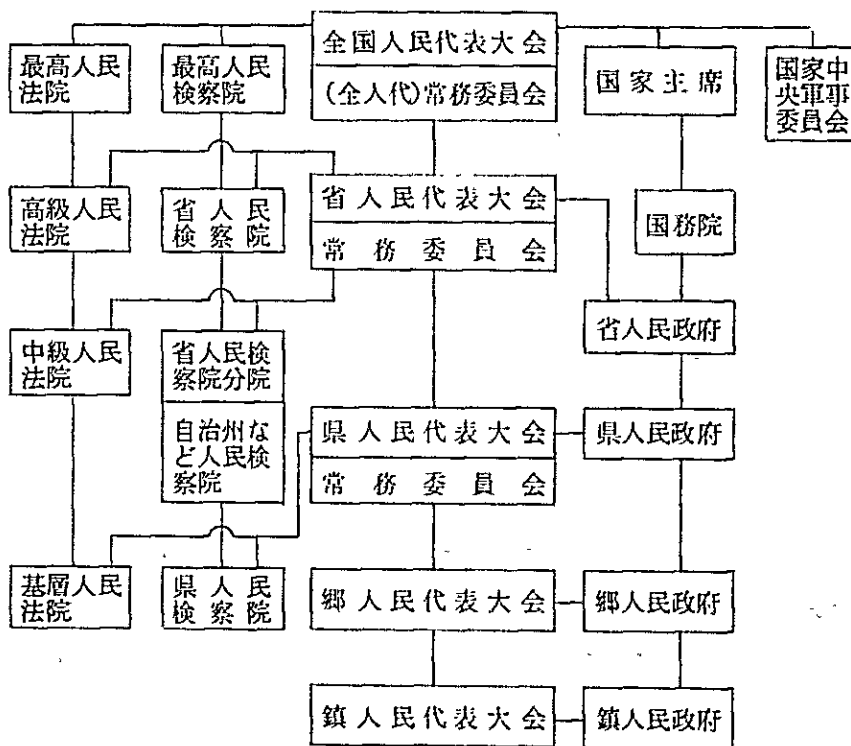 全国人民代表大会
(全人代)常務委員会
最高人民
法院
最高人民
検察院
国家主席
国家中
央軍事
委員会
高級人民
法院
省人民
検察院
省人民代表大会
常務委員会
国務院
省人民政府
中級人民
法院
省人民検
察院分院
自治州な
ど人民検
察院
県人民代表大会
常務委員会
県人民政府
基層人民
法院
県人民
検察院
郷人民代表大会
郷人民政府
鎮人民代表大会
鎮人民政府